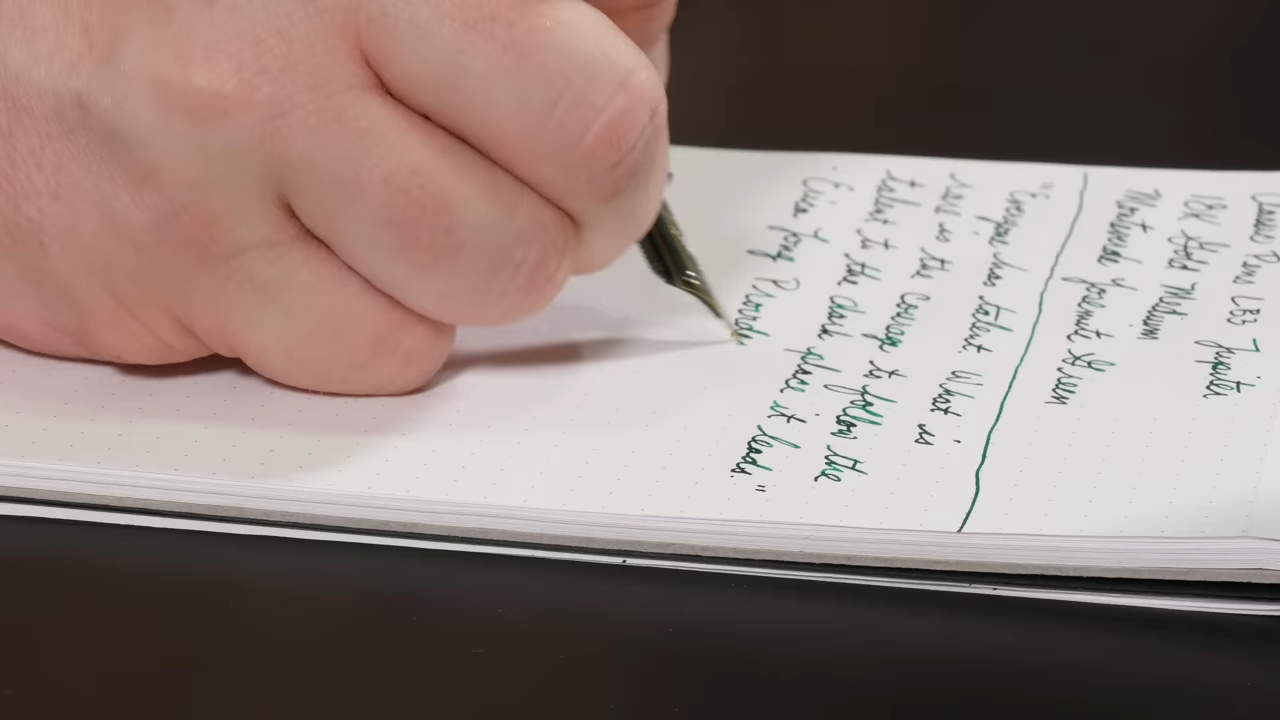 Pens LB3 Jupiter
18K Gold Medium
Yosemite Green
"Everyone has talent. What is
rare is the courage to follow the
talent to the dark place it leads."
- Erica Jong